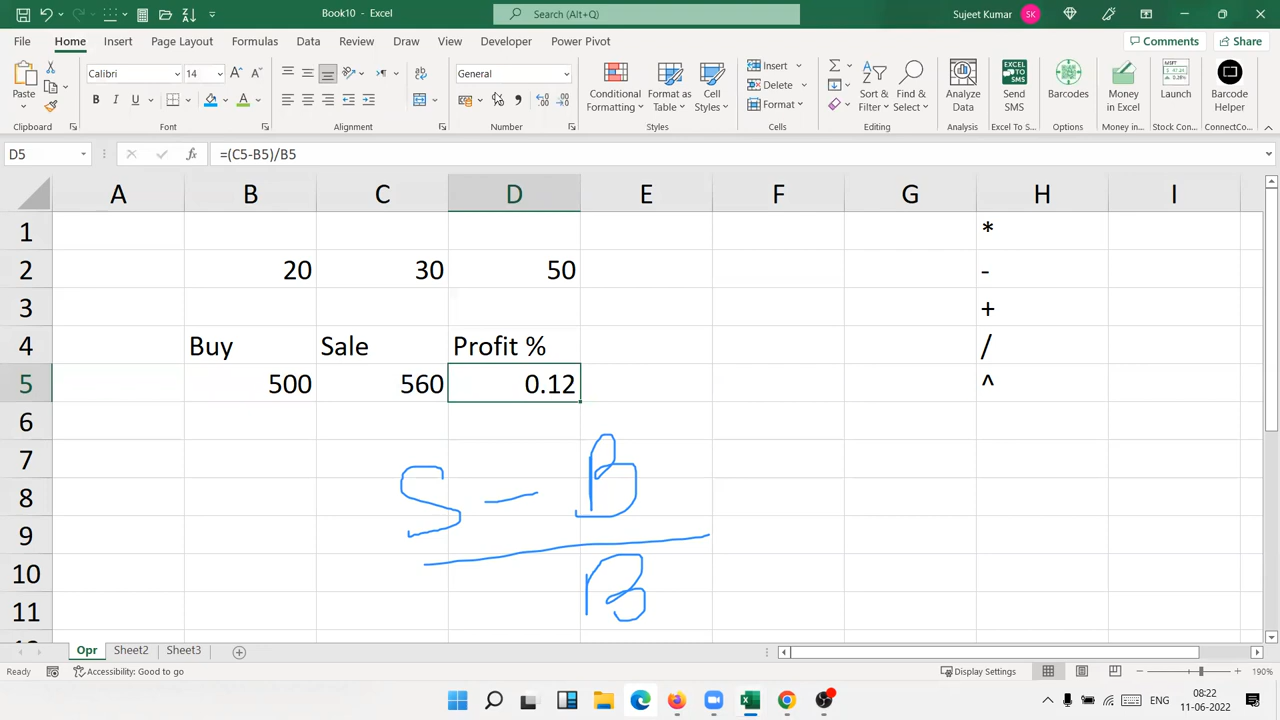 Book10 - Excel
Search (Alt+Q)
Sujeet Kumar
SK
File Home Insert Page Layout Formulas Data Review Draw View Developer Power Pivot
Comments
Share
Paste
Calibri
14
B I U
A
General
Conditional Formatting
Format as Table
Cell Styles
Insert
Delete
Format
Sort & Filter
Find & Select
Analyze Data
Send SMS
Barcodes
Money in Excel
Launch
Barcode Helper
Clipboard Font Alignment Number Styles Cells Editing Analysis Excel To S... Options Money in... Stock Con... ConnectCo...
D5
fx
=(C5-B5)/B5
A B C D E F G H I
1 *
2 20 30 50 -
3 +
4 Buy Sale Profit % /
5 500 560 0.12 ^
6
7
8
9
10
11
S - B
B
Opr Sheet2 Sheet3
Ready
Accessibility: Good to go
Display Settings
190%
ENG
08:22
11-06-2022